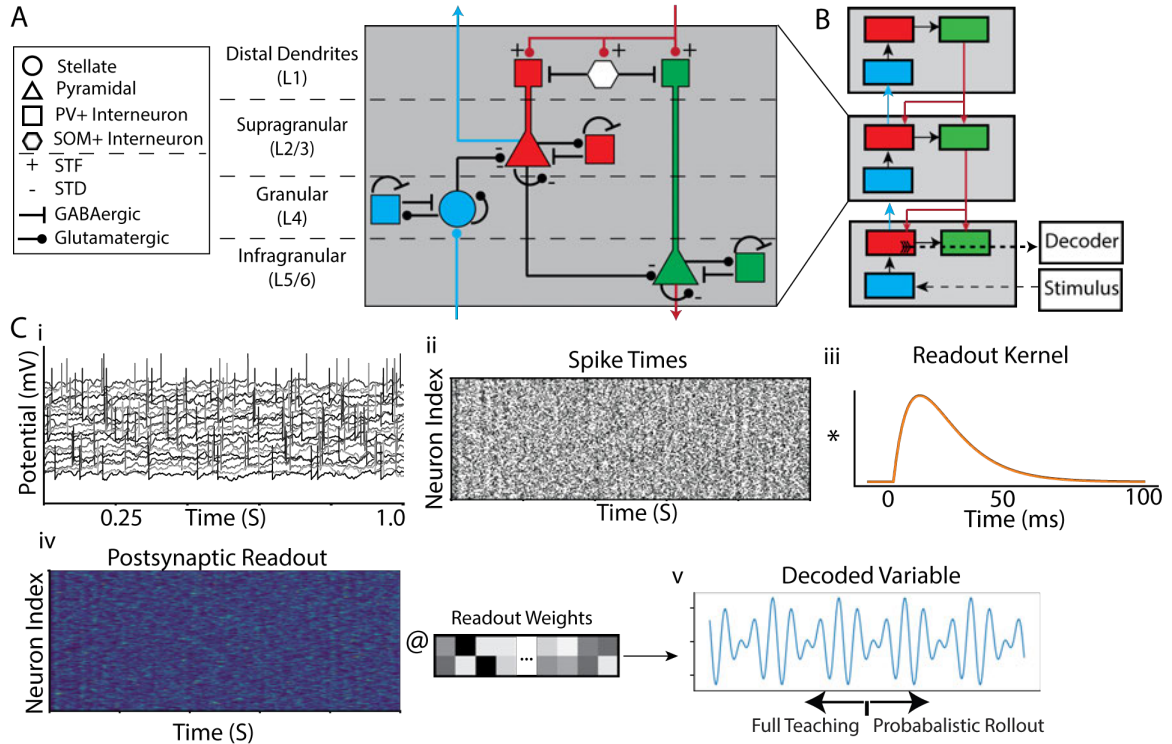 A
Stellate
Pyramidal
PV+ Interneuron
SOM+ Interneuron
+ STF
- STD
GABAergic
Glutamatergic
Distal Dendrites
(L1)
Supragranular
(L2/3)
Granular
(L4)
Infragranular
(L5/6)
+ + +
- -
-
-
-
B
Decoder
Stimulus
C
i
Potential (mV)
0.25 Time (S) 1.0
ii
Spike Times
Neuron Index
Time (S)
iii
Readout Kernel
*
0 50 100
Time (ms)
iv
Postsynaptic Readout
Neuron Index
Time (S)
@
Readout Weights
...
v
Decoded Variable
Full Teaching Probabalistic Rollout